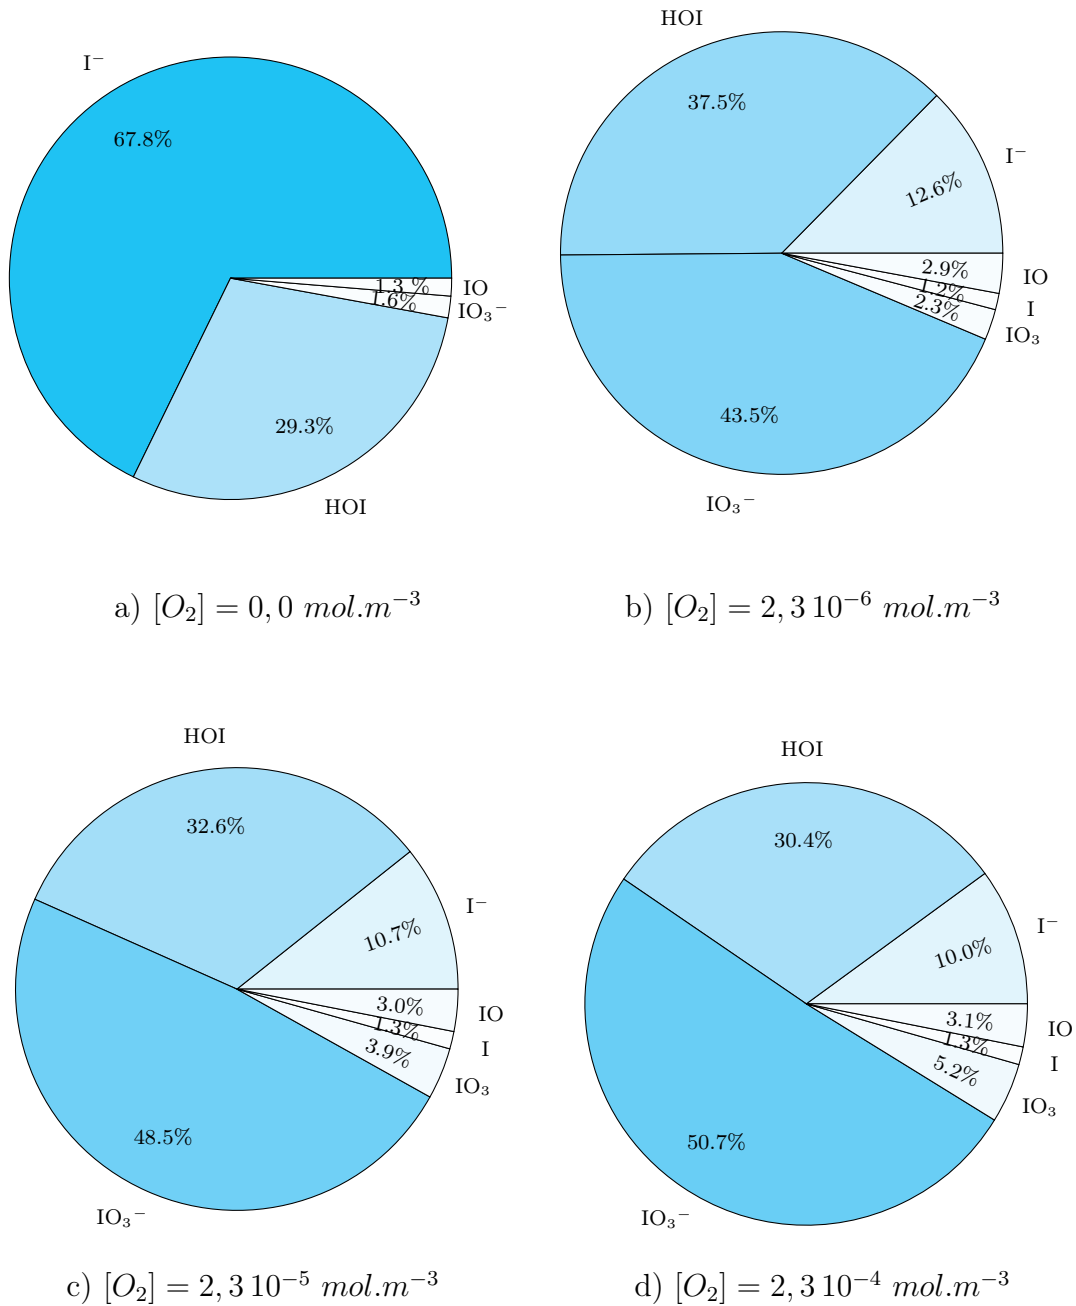 I⁻
67.8%
1.3 %
IO
1.6%
IO₃⁻
29.3%
HOI
a) [O₂] = 0,0 mol.m⁻³
HOI
37.5%
I⁻
12.6%
2.9%
IO
1.2%
I
2.3%
IO₃
43.5%
IO₃⁻
b) [O₂] = 2,3 10⁻⁶ mol.m⁻³
HOI
32.6%
I⁻
10.7%
3.0%
IO
1.3%
I
3.9%
IO₃
48.5%
IO₃⁻
c) [O₂] = 2,3 10⁻⁵ mol.m⁻³
HOI
30.4%
I⁻
10.0%
3.1%
IO
1.3%
I
5.2%
IO₃
50.7%
IO₃⁻
d) [O₂] = 2,3 10⁻⁴ mol.m⁻³